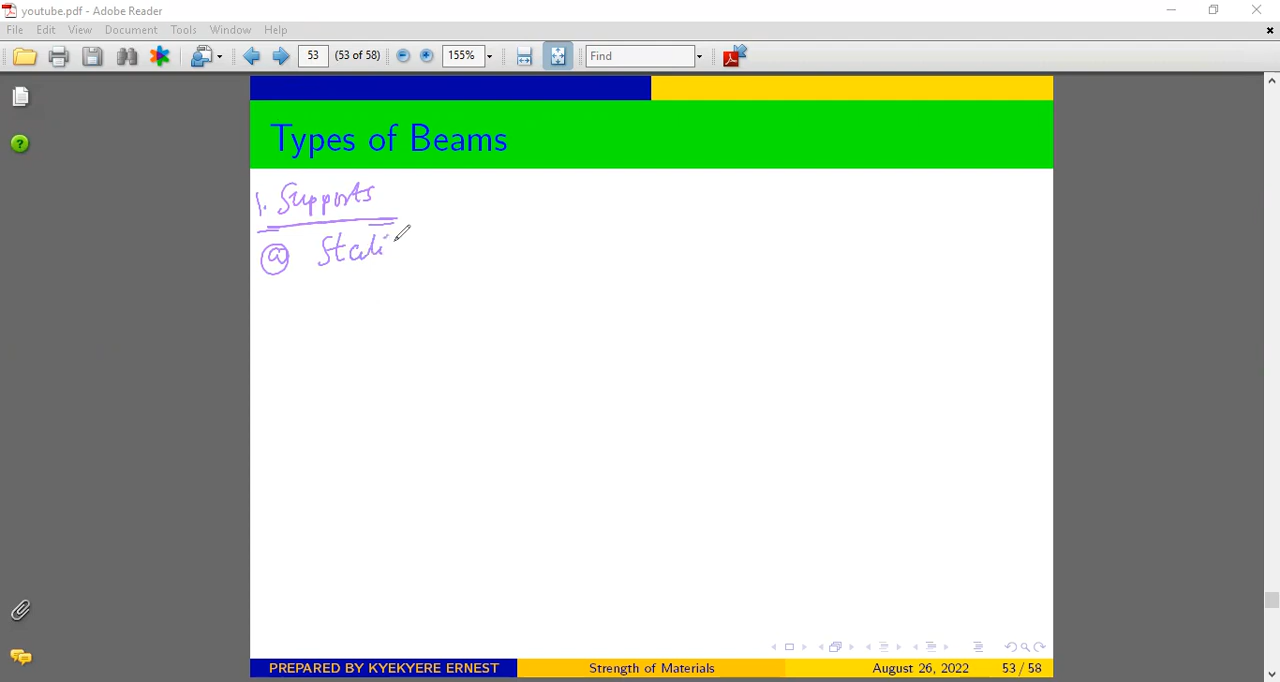 youtube.pdf - Adobe Reader
File Edit View Document Tools Window Help
53 (53 of 58) 155% Find
Types of Beams
1. Supports
ⓐ Stati
PREPARED BY KYEKYERE ERNEST Strength of Materials August 26, 2022 53 / 58